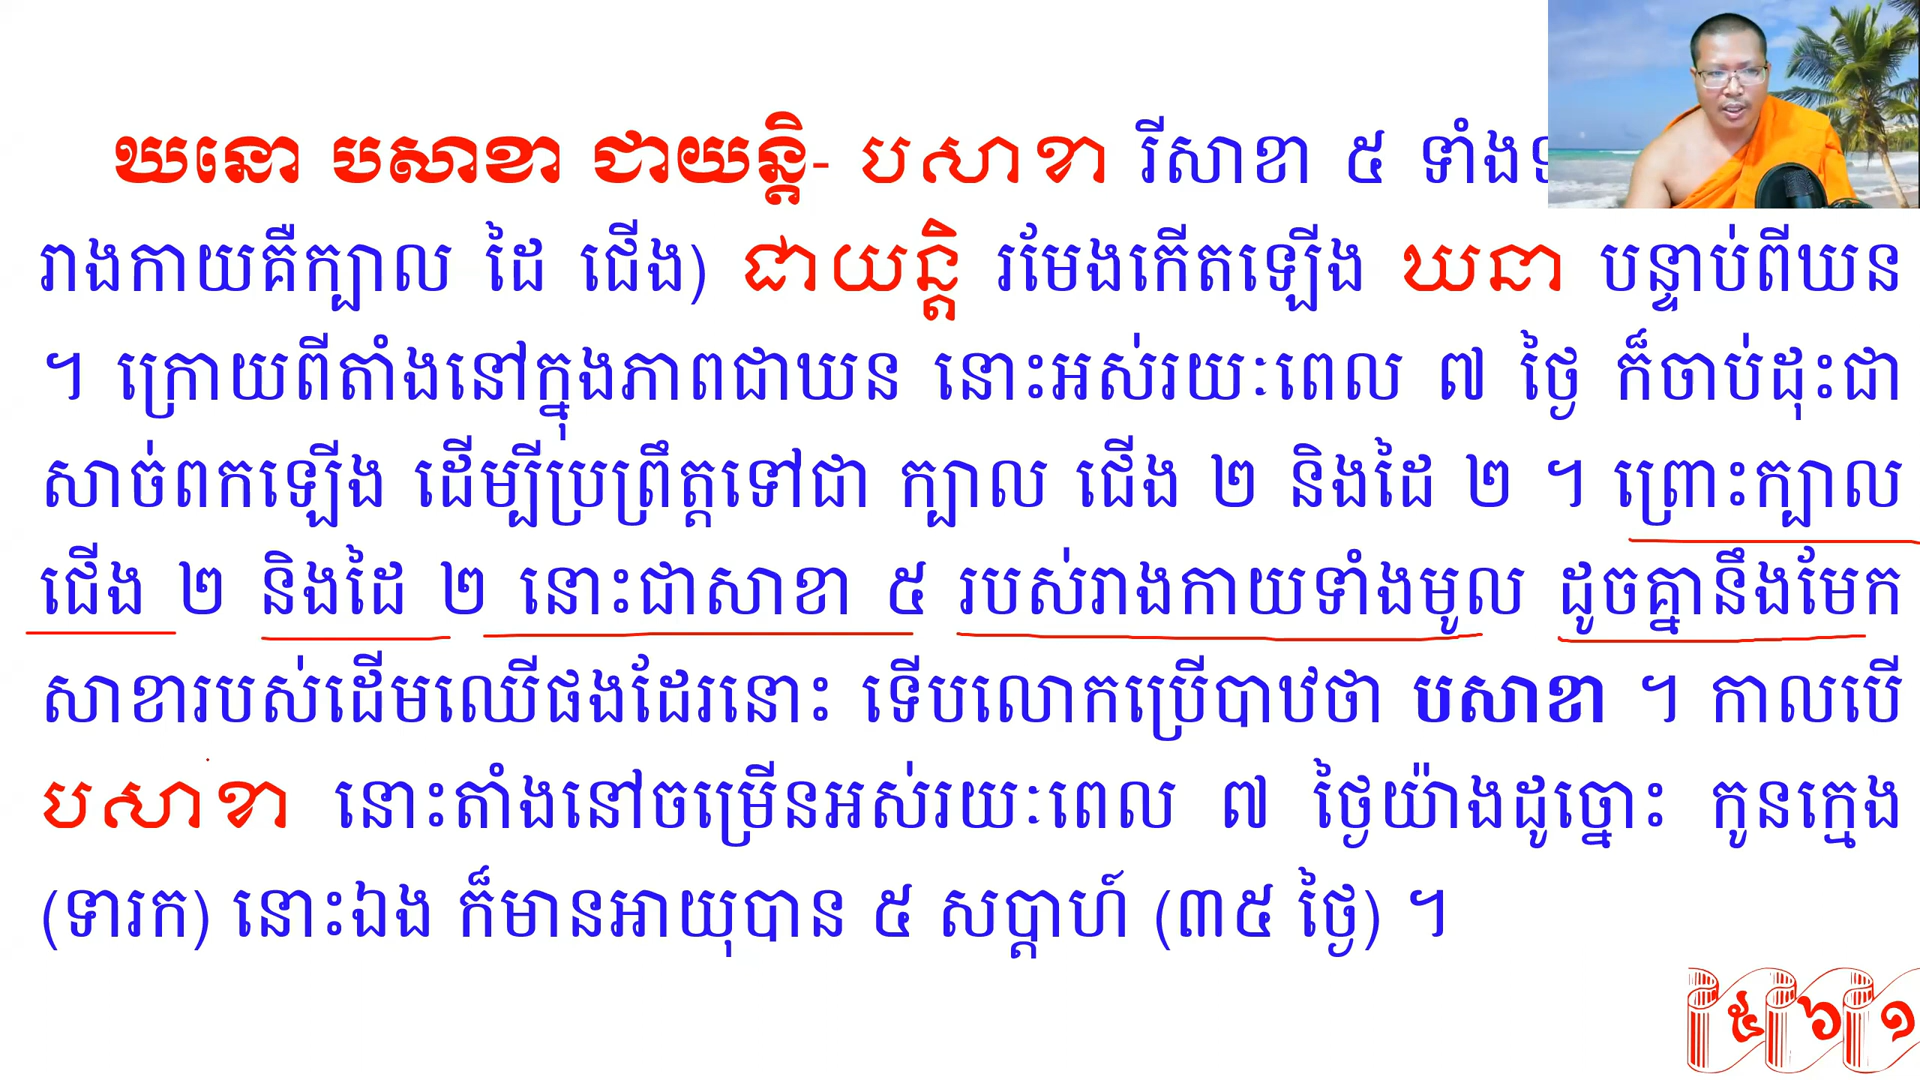 ឃនោ បសាខា ជាយន្តិ- បសាខា រីសាខា ៥ ទាំង
រាងកាយគឺក្បាល ដៃ ជើង) ជាយន្តិ រមែងកើតឡើង ឃនា បន្ទាប់ពីឃន
។ ក្រោយពីតាំងនៅក្នុងភាពជាឃន នោះអស់រយៈពេល ៧ ថ្ងៃ ក៏ចាប់ដុះជា
សាច់ពកឡើង ដើម្បីប្រព្រឹត្តទៅជា ក្បាល ជើង ២ និងដៃ ២ ។ ព្រោះក្បាល
ជើង ២ និងដៃ ២ នោះជាសាខា ៥ របស់រាងកាយទាំងមូល ដូចគ្នានឹងមែក
សាខារបស់ដើមឈើផងដែរនោះ ទើបលោកប្រើបាឋថា បសាខា ។ កាលបើ
បសាខា នោះតាំងនៅចម្រើនអស់រយៈពេល ៧ ថ្ងៃយ៉ាងដូច្នោះ កូនក្មេង
(ទារក) នោះឯង ក៏មានអាយុបាន ៥ សប្តាហ៍ (៣៥ ថ្ងៃ) ។
៥៦១